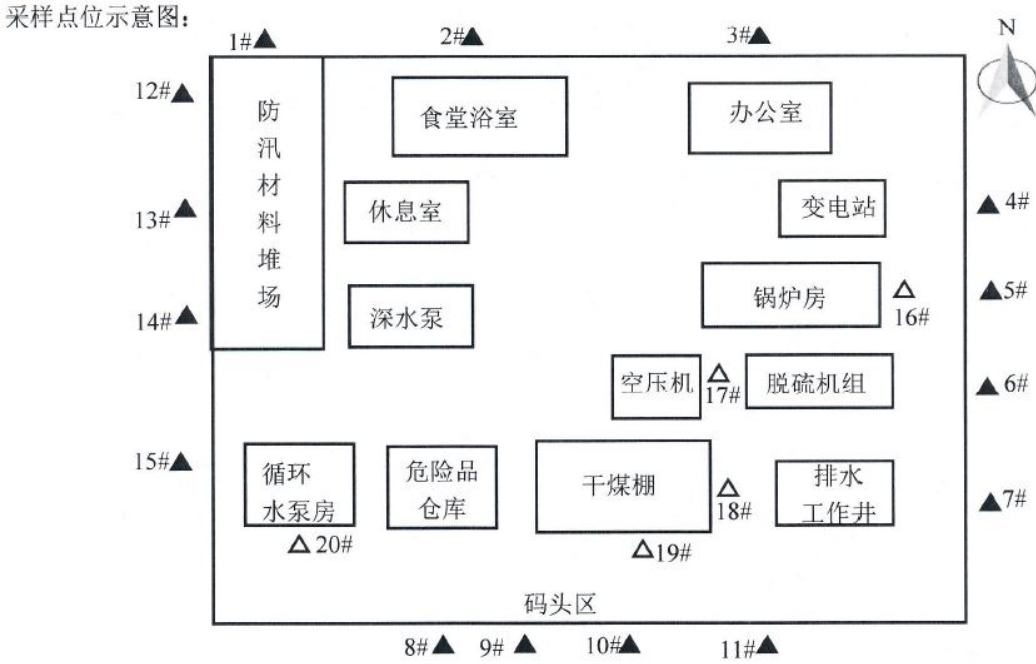 采样点位示意图：
1#▲
2#▲
3#▲
N
12#▲
防汛材料堆场
食堂浴室
办公室
13#▲
休息室
变电站
▲4#
14#▲
深水泵
锅炉房
△16#
▲5#
空压机
△17#
脱硫机组
▲6#
15#▲
循环
水泵房
危险品
仓库
干煤棚
△18#
排水
工作井
▲7#
△20#
△19#
码头区
8#▲
9#▲
10#▲
11#▲